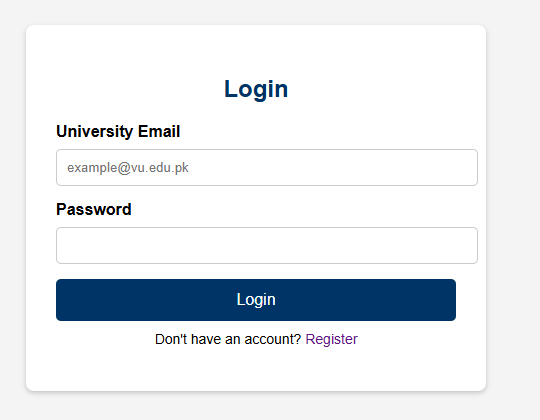 Login
University Email
example@vu.edu.pk
Password
Login
Don't have an account? Register